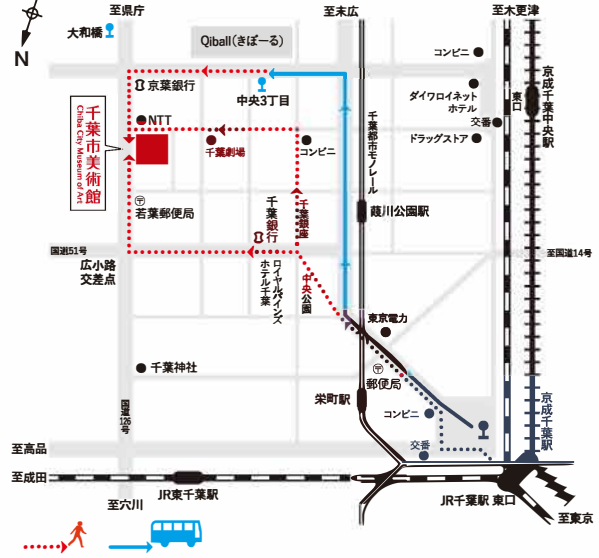 至県庁
至末広
至木更津
大和橋
N
Qiball(きぼーる)
コンビニ
京葉銀行
中央3丁目
ダイワロイネット
ホテル
東口
京成千葉中央駅
NTT
交番
千葉市美術館
Chiba City Museum of Art
千葉劇場
コンビニ
ドラッグストア
千葉都市モノレール
若葉郵便局
千葉銀行
千葉銀座
葭川公園駅
国道51号
至国道14号
広小路
交差点
ロイヤルパインズ
ホテル千葉
中央公園
東京電力
千葉神社
郵便局
栄町駅
国道126号
コンビニ
京成千葉駅
交番
至高品
至成田
JR東千葉駅
JR千葉駅 東口
至穴川
至東京